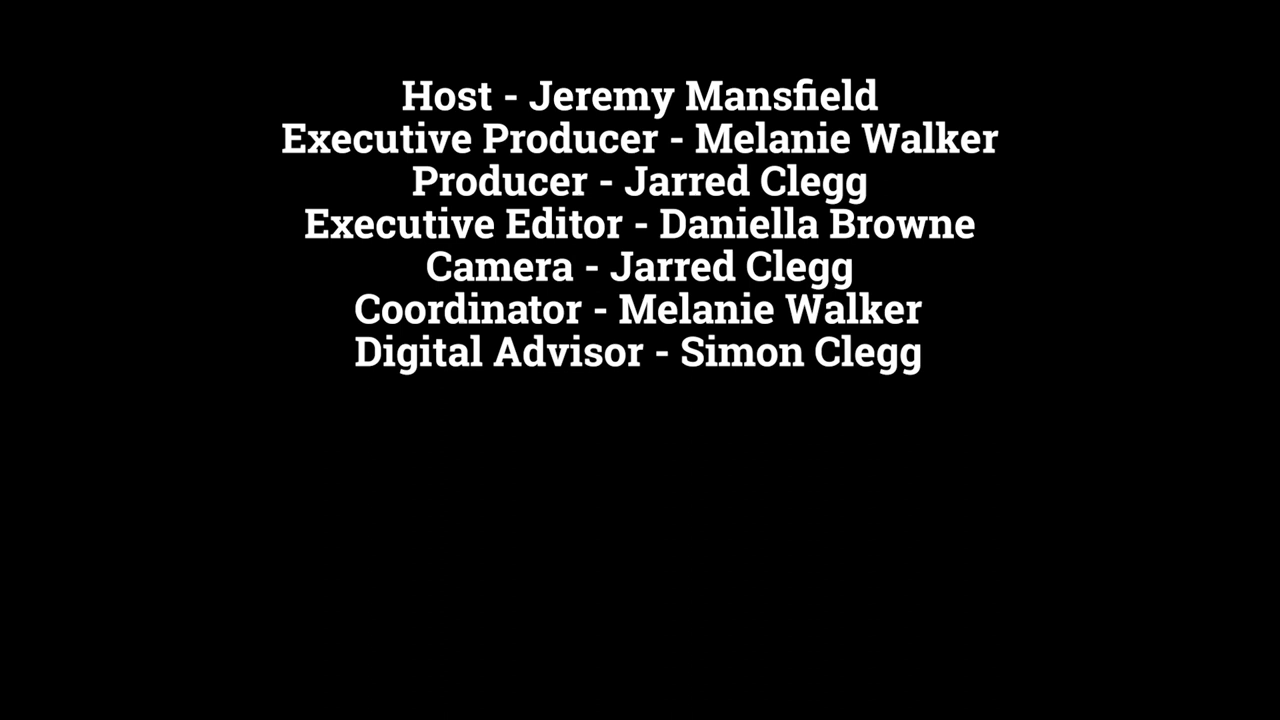 Host - Jeremy Mansfield
Executive Producer - Melanie Walker
Producer - Jarred Clegg
Executive Editor - Daniella Browne
Camera - Jarred Clegg
Coordinator - Melanie Walker
Digital Advisor - Simon Clegg